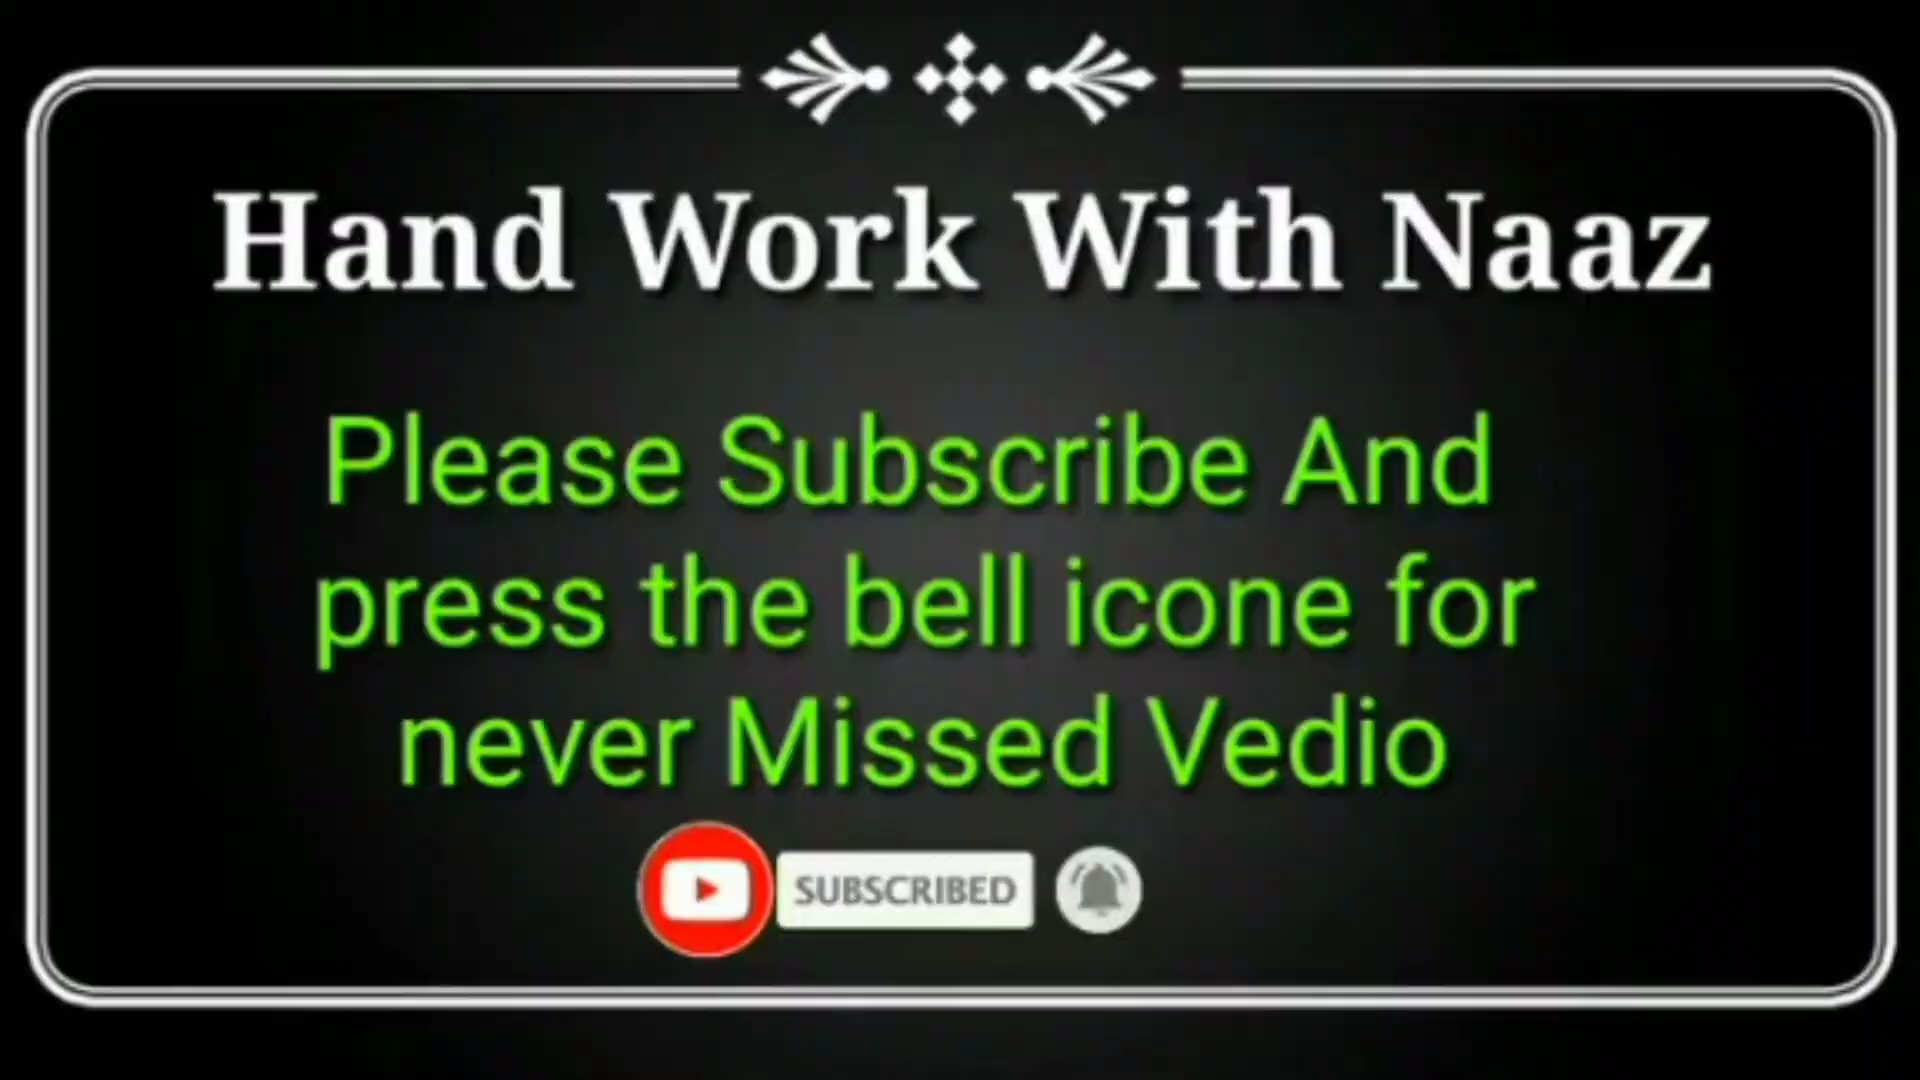 Hand Work With Naaz
Please Subscribe And
press the bell icone for
never Missed Vedio
SUBSCRIBED